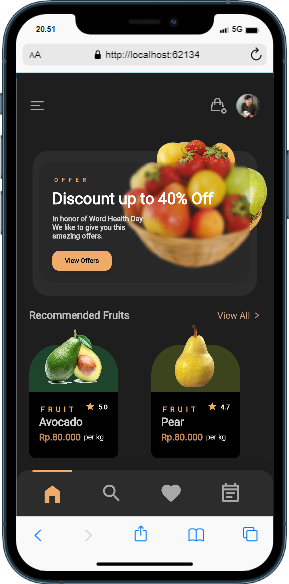 20.51
5G
AA
http://localhost:62134
OFFER
Discount up to 40% Off
In honor of Word Health Day
We like to give you this
amazing offers.
View Offers
Recommended Fruits
View All >
FRUIT
5.0
Avocado
Rp.80.000 per kg
FRUIT
4.7
Pear
Rp.80.000 per kg